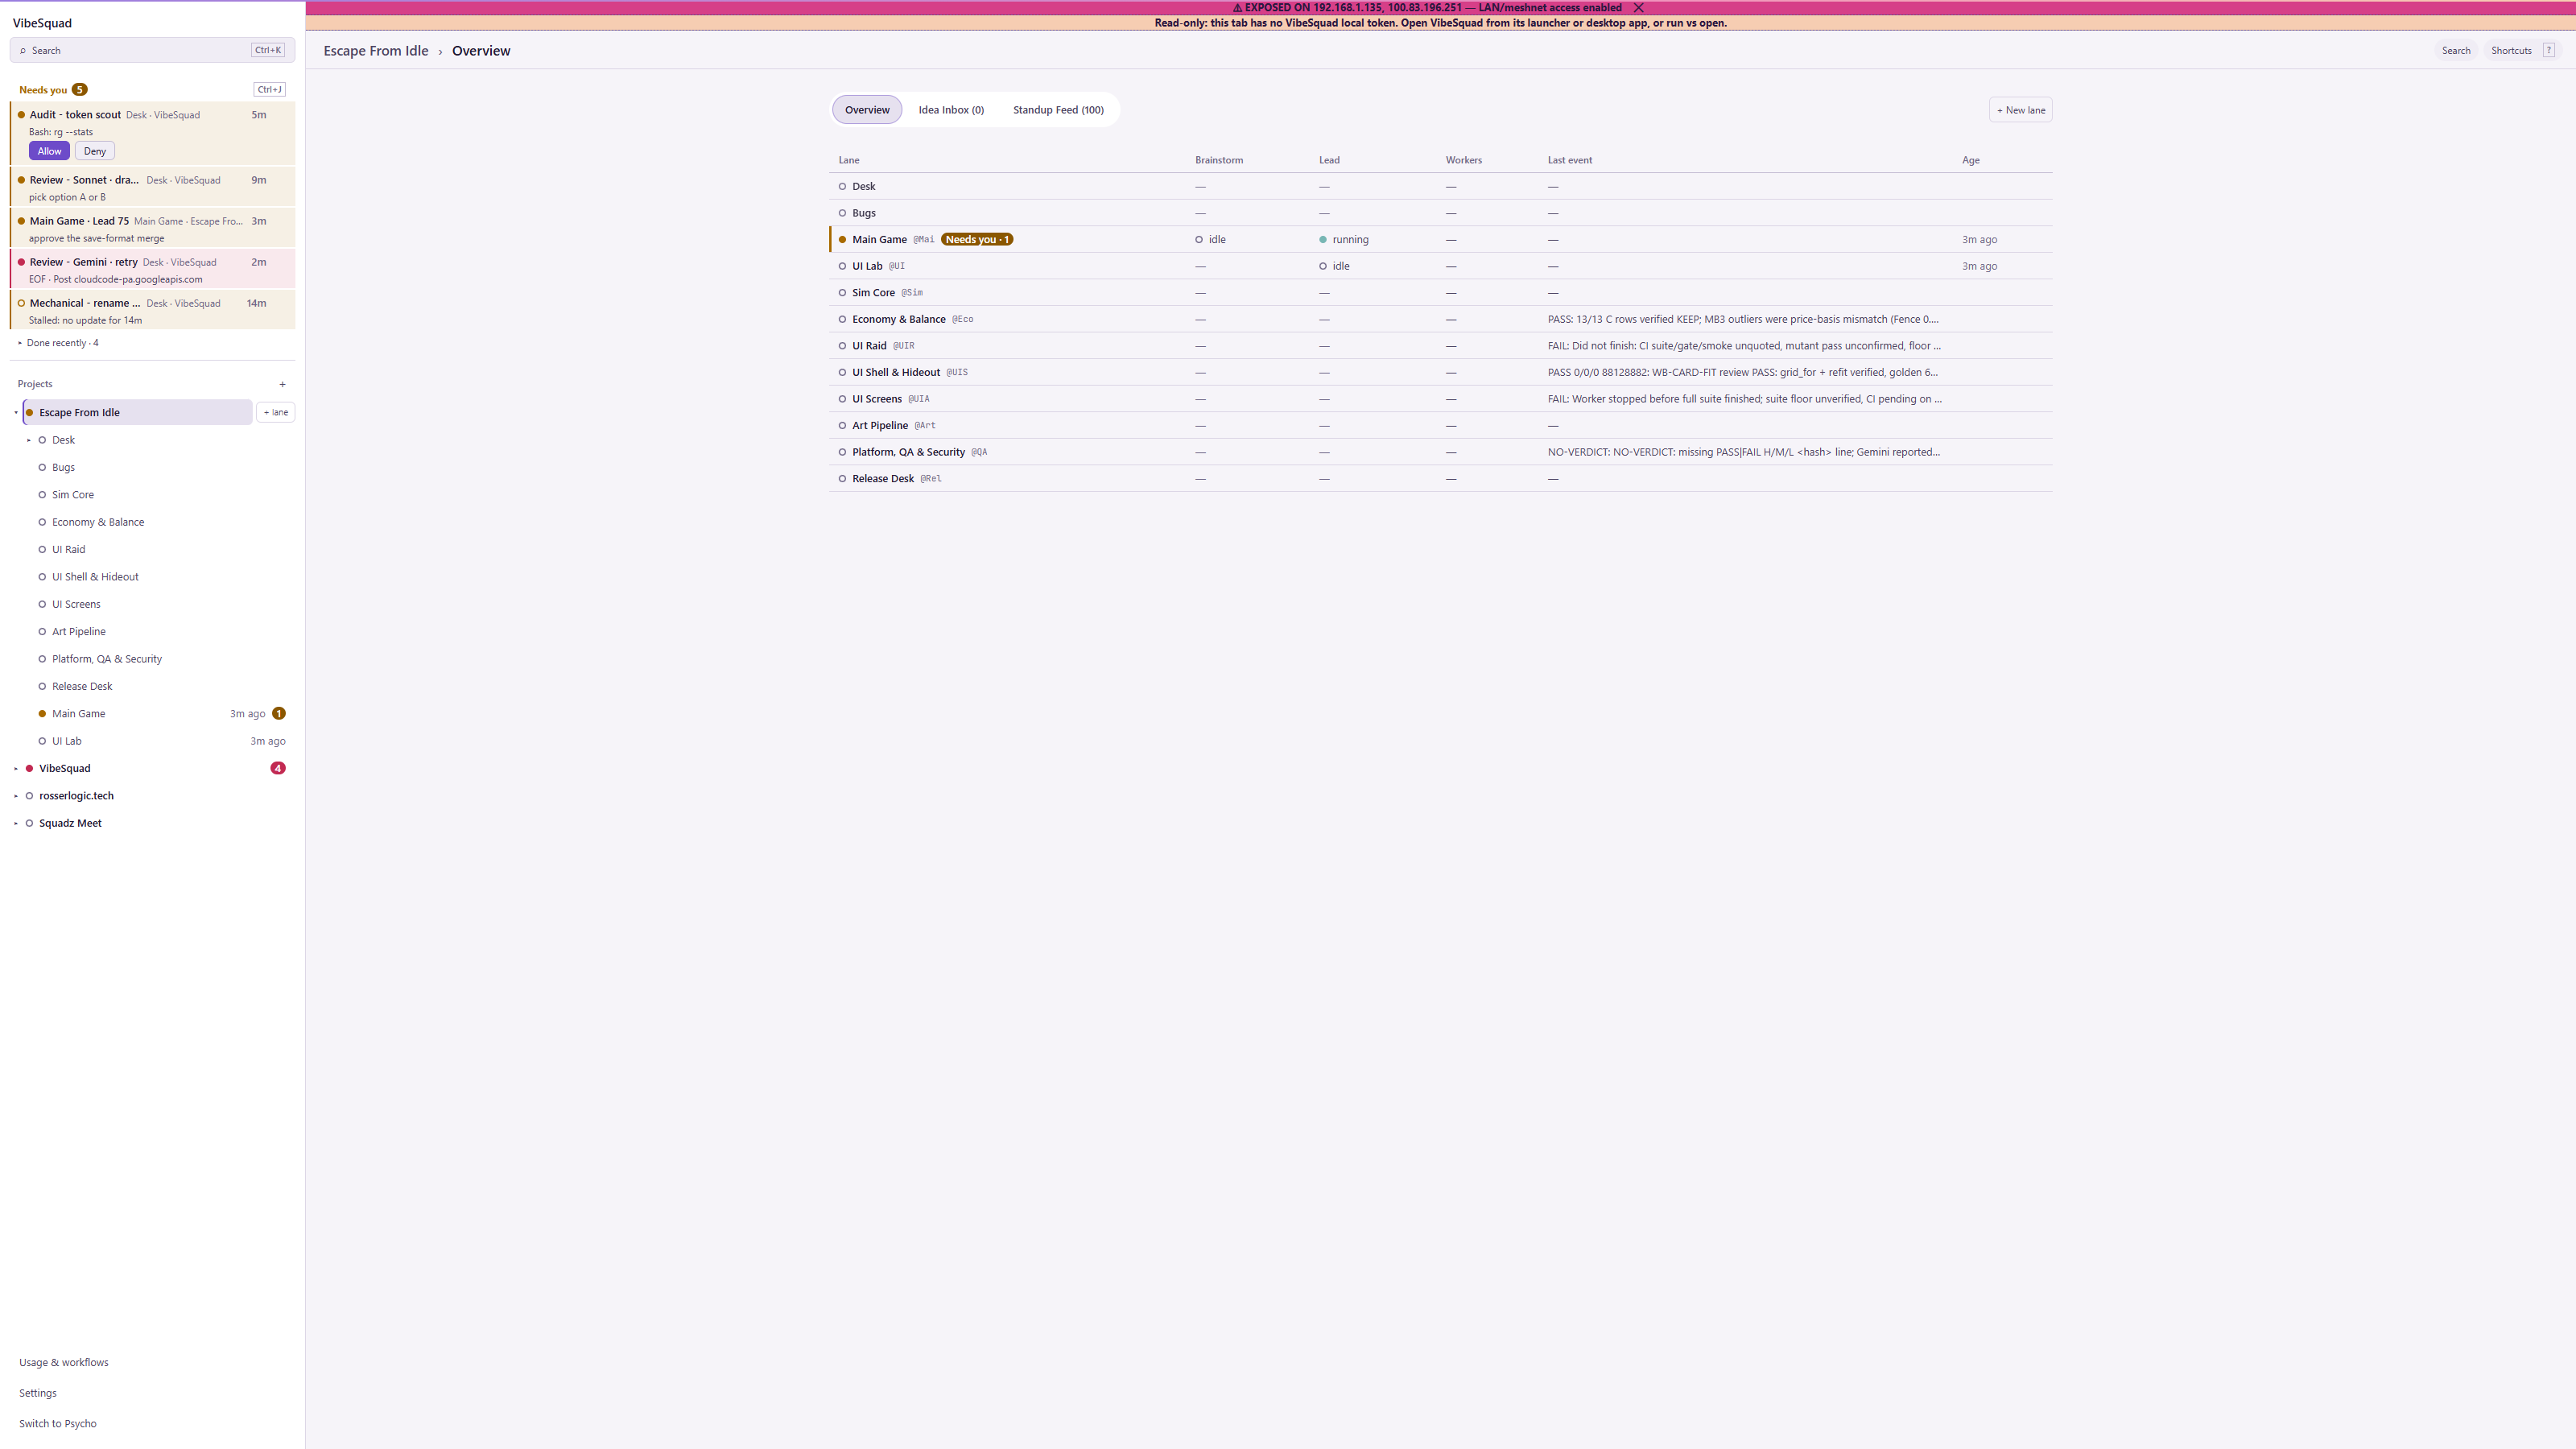 VibeSquad
Search Ctrl+K
Needs you 5 Ctrl+J
Audit - token scout Desk · VibeSquad 5m
Bash: rg --stats
Allow Deny
Review - Sonnet · dra... Desk · VibeSquad 9m
pick option A or B
Main Game · Lead 75 Main Game · Escape Fro... 3m
approve the save-format merge
Review - Gemini · retry Desk · VibeSquad 2m
EOF · Post cloudcode-pa.googleapis.com
Mechanical - rename ... Desk · VibeSquad 14m
Stalled: no update for 14m
Done recently · 4
Projects +
Escape From Idle + lane
Desk
Bugs
Sim Core
Economy & Balance
UI Raid
UI Shell & Hideout
UI Screens
Art Pipeline
Platform, QA & Security
Release Desk
Main Game 3m ago 1
UI Lab 3m ago
VibeSquad 4
rosserlogic.tech
Squadz Meet
Usage & workflows
Settings
Switch to Psycho
⚠ EXPOSED ON 192.168.1.135, 100.83.196.251 — LAN/meshnet access enabled ✕
Read-only: this tab has no VibeSquad local token. Open VibeSquad from its launcher or desktop app, or run vs open.
Escape From Idle › Overview Search Shortcuts ?
Overview Idea Inbox (0) Standup Feed (100) + New lane
Lane Brainstorm Lead Workers Last event Age
Desk — — — —
Bugs — — — —
Main Game @Mai Needs you · 1 idle running — — 3m ago
UI Lab @UI — idle — — 3m ago
Sim Core @Sim — — — —
Economy & Balance @Eco — — — PASS: 13/13 C rows verified KEEP; MB3 outliers were price-basis mismatch (Fence 0....
UI Raid @UIR — — — FAIL: Did not finish: CI suite/gate/smoke unquoted, mutant pass unconfirmed, floor ...
UI Shell & Hideout @UIS — — — PASS 0/0/0 88128882: WB-CARD-FIT review PASS: grid_for + refit verified, golden 6...
UI Screens @UIA — — — FAIL: Worker stopped before full suite finished; suite floor unverified, CI pending on ...
Art Pipeline @Art — — — —
Platform, QA & Security @QA — — — NO-VERDICT: NO-VERDICT: missing PASS|FAIL H/M/L <hash> line; Gemini reported...
Release Desk @Rel — — — —